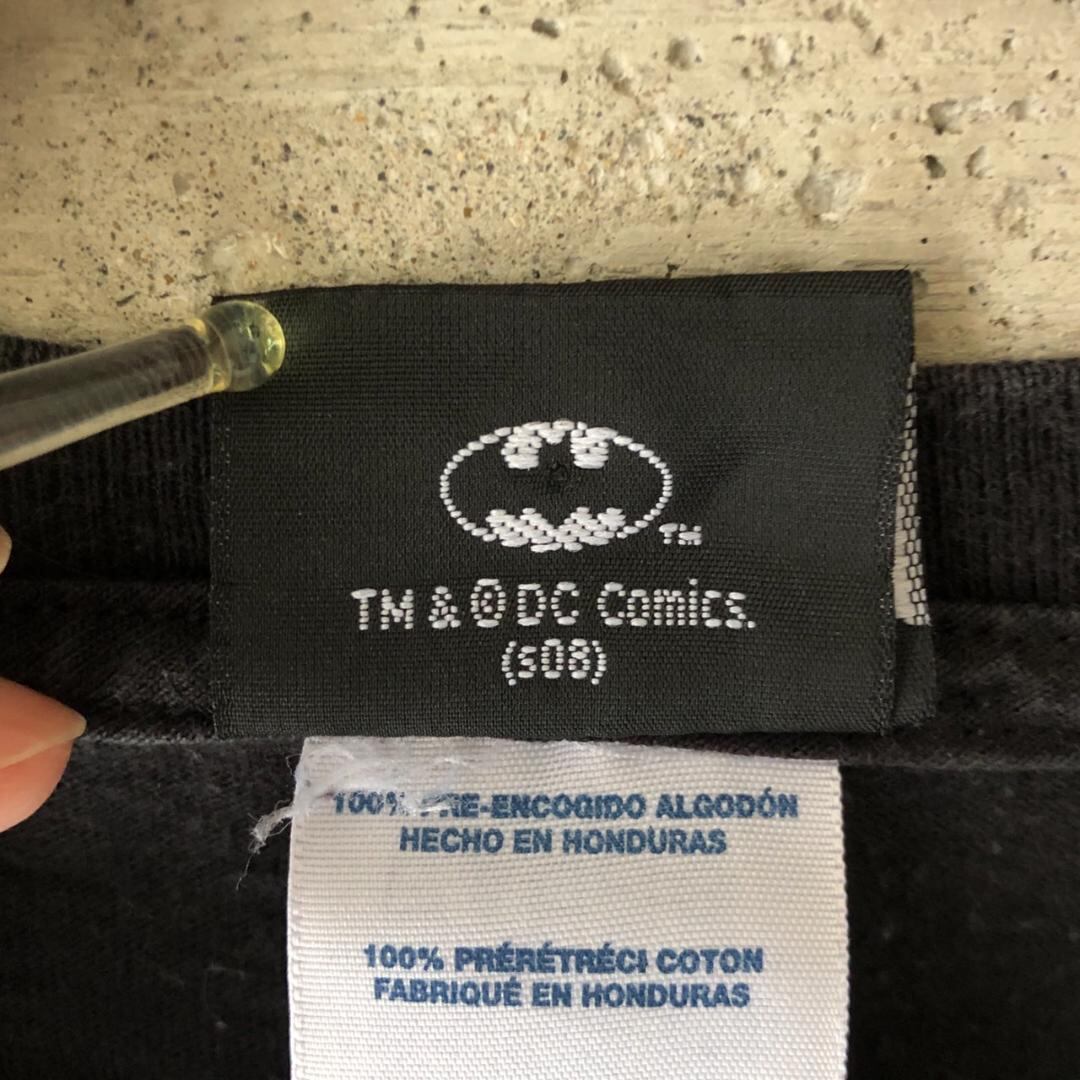 TM
TM & © DC Comics.
(s08)
100% PRE-ENCOGIDO ALGODÓN
HECHO EN HONDURAS
100% PRÉRÉTRÉCI COTON
FABRIQUÉ EN HONDURAS